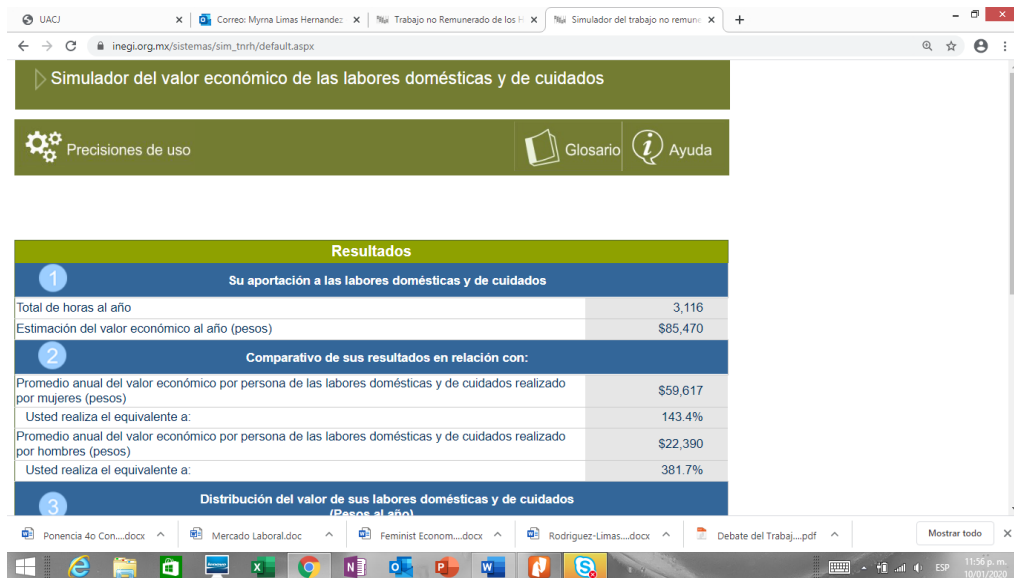 UACJ
Correo: Myrna Limas Hernandez
Trabajo no Remunerado de los H
Simulador del trabajo no remune
inegi.org.mx/sistemas/sim_tnrh/default.aspx
Simulador del valor económico de las labores domésticas y de cuidados
Precisiones de uso
Glosario
Ayuda
Resultados
1 Su aportación a las labores domésticas y de cuidados
Total de horas al año 3,116
Estimación del valor económico al año (pesos) $85,470
2 Comparativo de sus resultados en relación con:
Promedio anual del valor económico por persona de las labores domésticas y de cuidados realizado
por mujeres (pesos) $59,617
Usted realiza el equivalente a: 143.4%
Promedio anual del valor económico por persona de las labores domésticas y de cuidados realizado
por hombres (pesos) $22,390
Usted realiza el equivalente a: 381.7%
3 Distribución del valor de sus labores domésticas y de cuidados
(Pesos al año)
Ponencia 4o Con....docx
Mercado Laboral.doc
Feminist Econom....docx
Rodriguez-Limas....docx
Debate del Trabaj....pdf
Mostrar todo
ESP
11:56 p. m.
10/01/2020